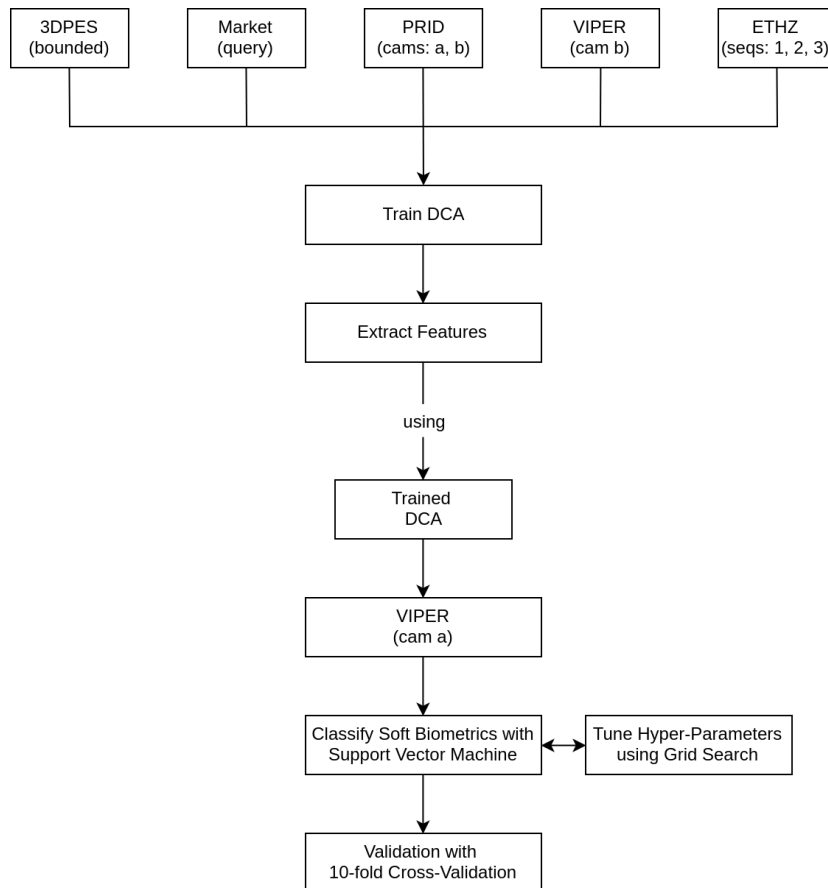 3DPES
(bounded)
Market
(query)
PRID
(cams: a, b)
VIPER
(cam b)
ETHZ
(seqs: 1, 2, 3)
Train DCA
Extract Features
using
Trained
DCA
VIPER
(cam a)
Classify Soft Biometrics with
Support Vector Machine
Tune Hyper-Parameters
using Grid Search
Validation with
10-fold Cross-Validation